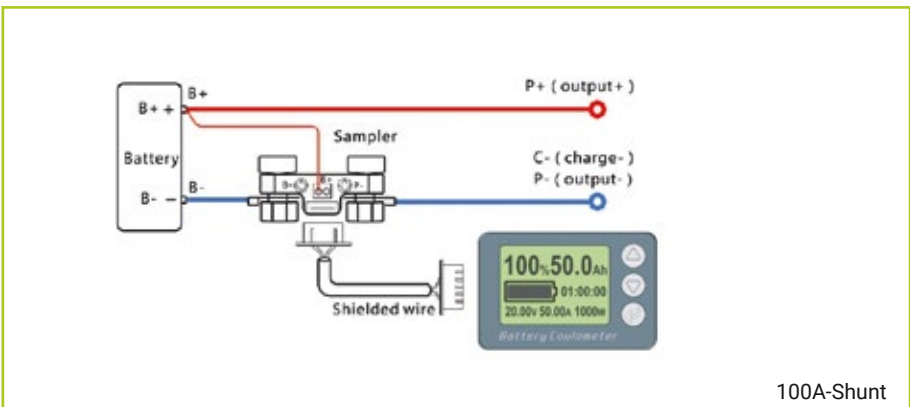 B+
P+ ( output+ )
B+ +
Sampler
Battery
C- ( charge- )
P- ( output- )
B-
B- −
B+
P-
100%50.0Ah
01:00:00
20.00V 50.00A 1000W
Shielded wire
Battery Coulometer
100A-Shunt